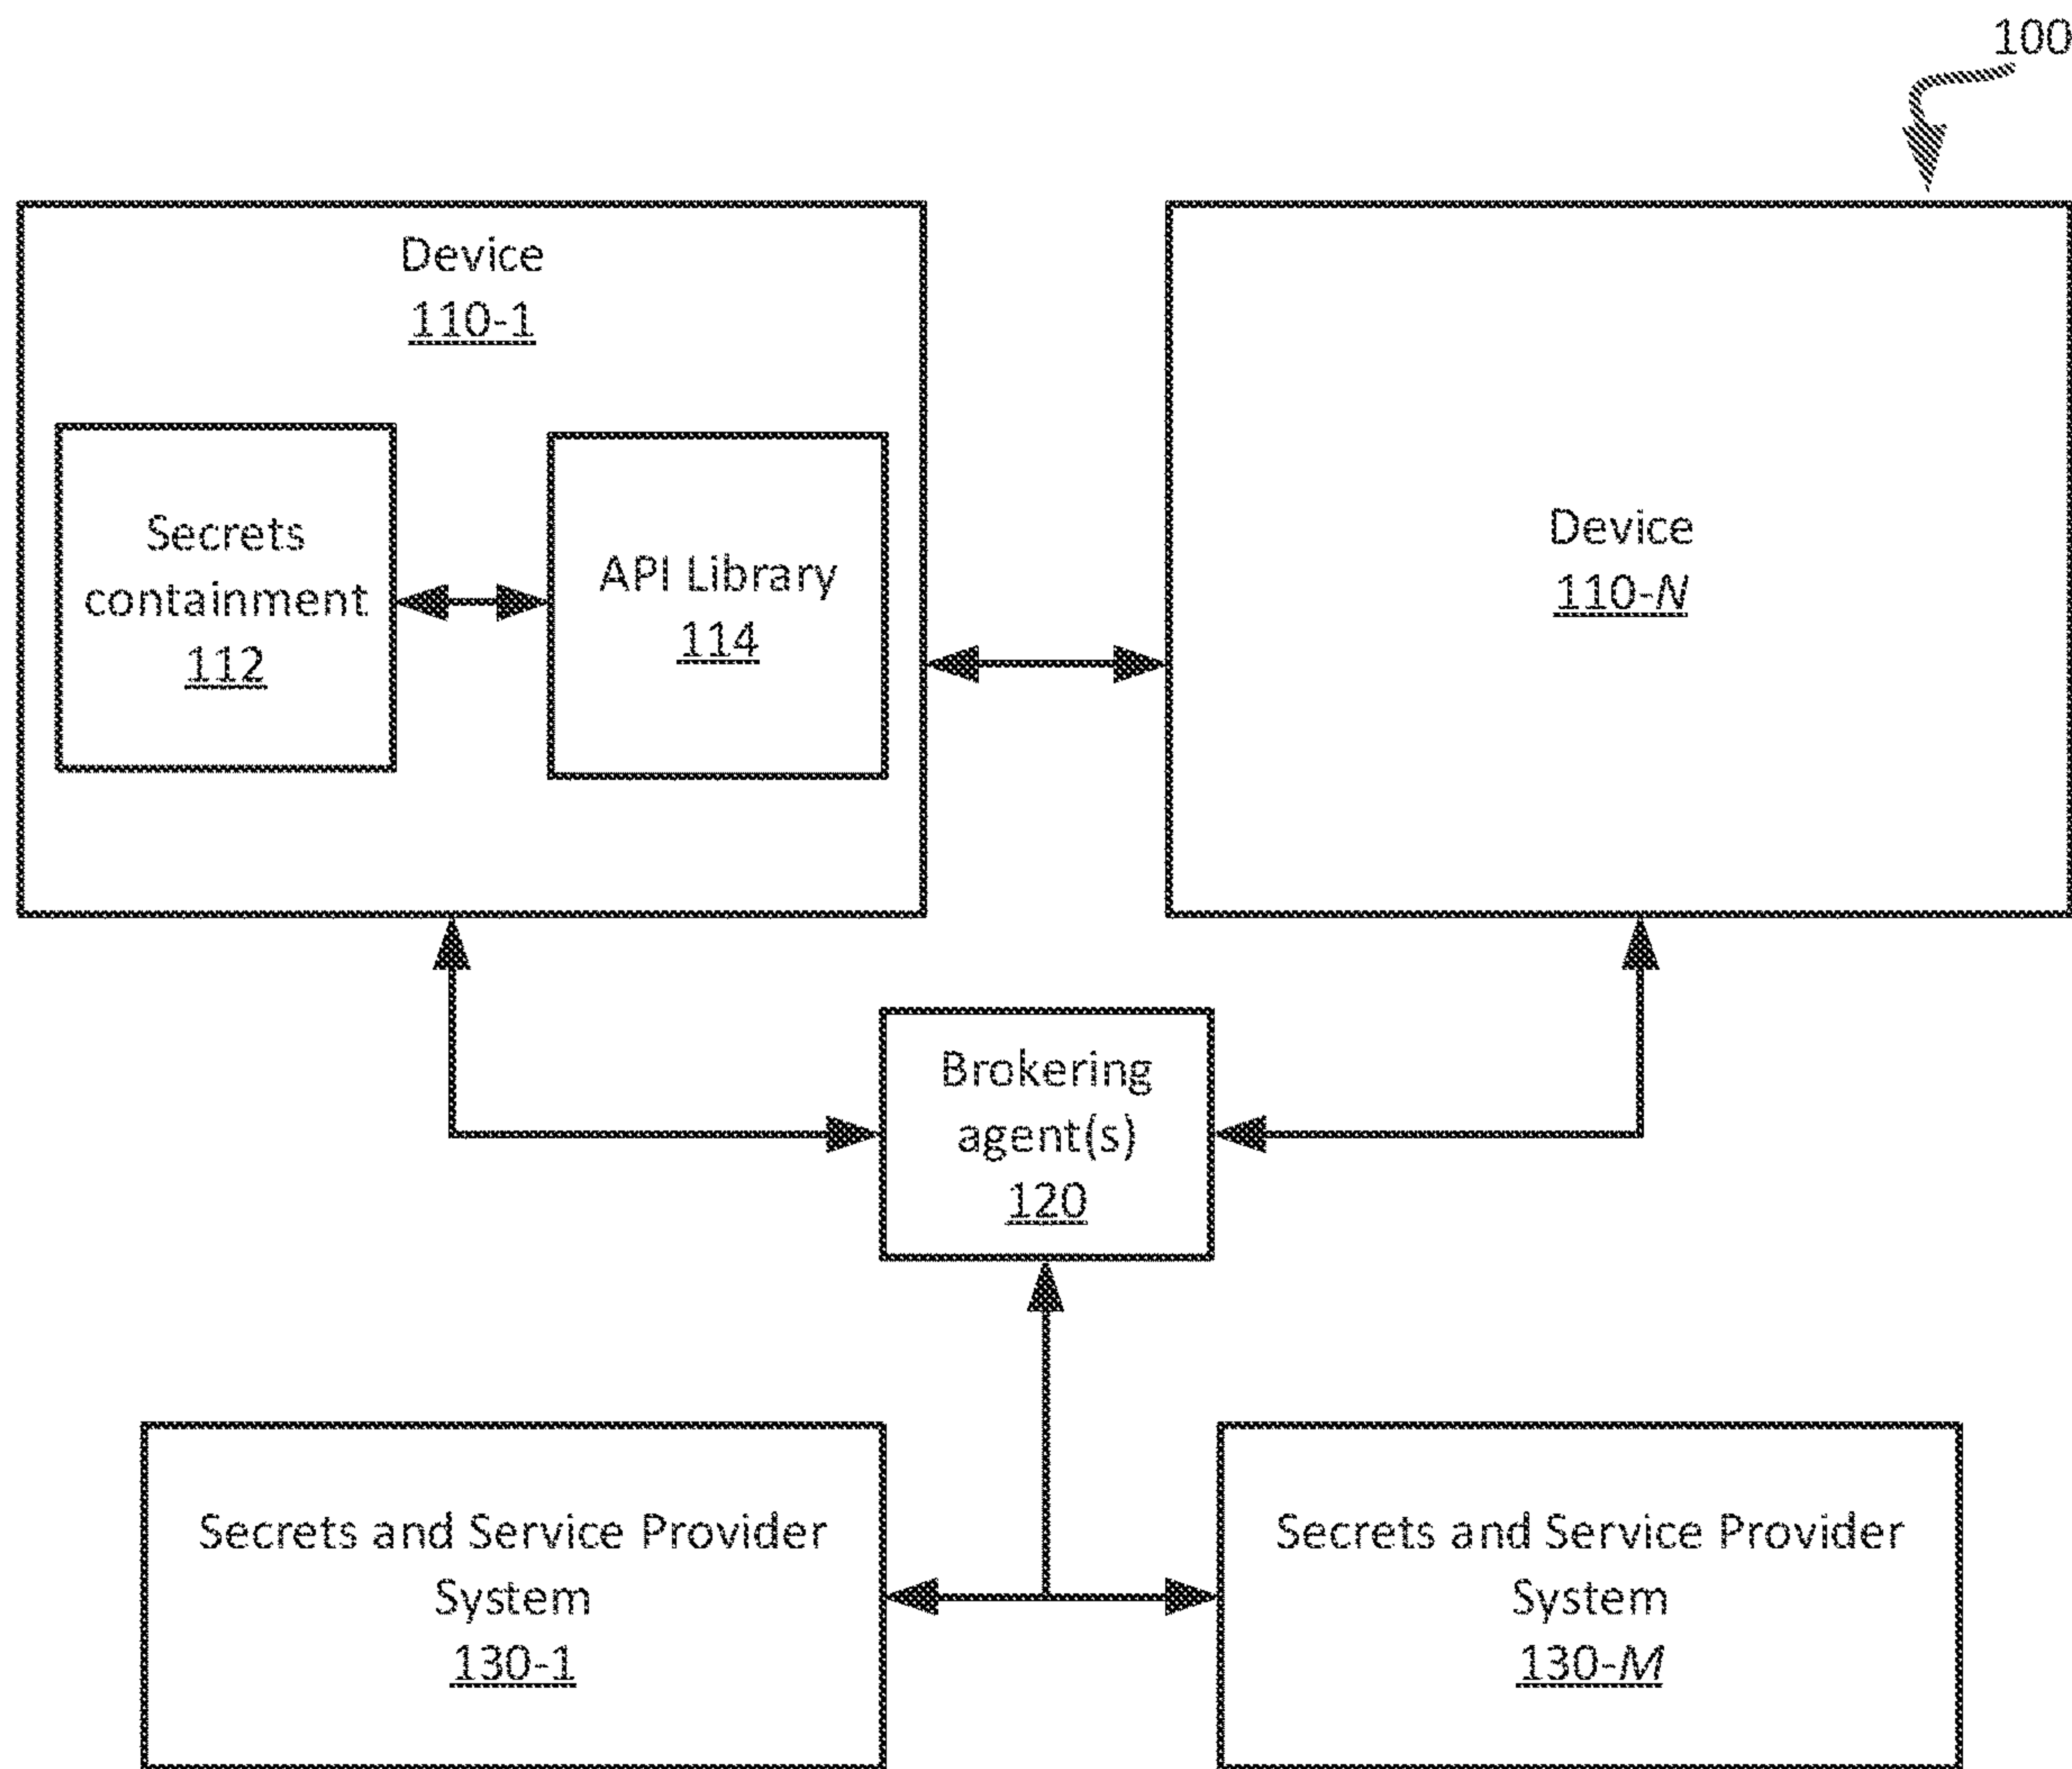 100
Device
110-1
Secrets
containment
112
API Library
114
Device
110-N
Brokering
agent(s)
120
Secrets and Service Provider
System
130-1
Secrets and Service Provider
System
130-M